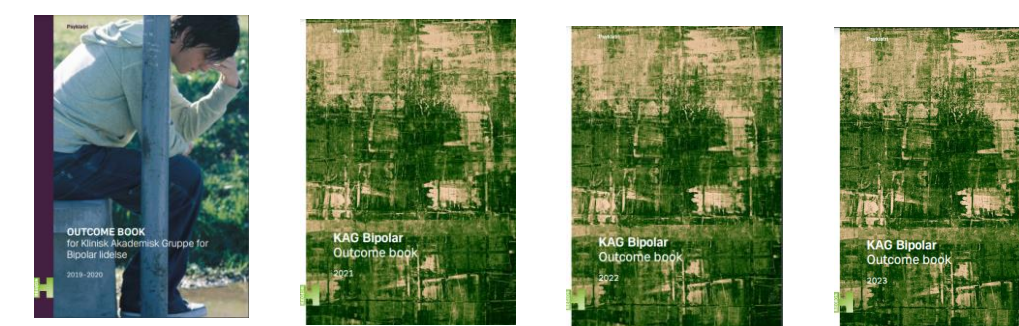 Psykiatri
OUTCOME BOOK
for Klinisk Akademisk Gruppe for
Bipolar lidelse
2019-2020
Psykiatri
KAG Bipolar
Outcome book
2021
Psykiatri
KAG Bipolar
Outcome book
2022
Psykiatri
KAG Bipolar
Outcome book
2023